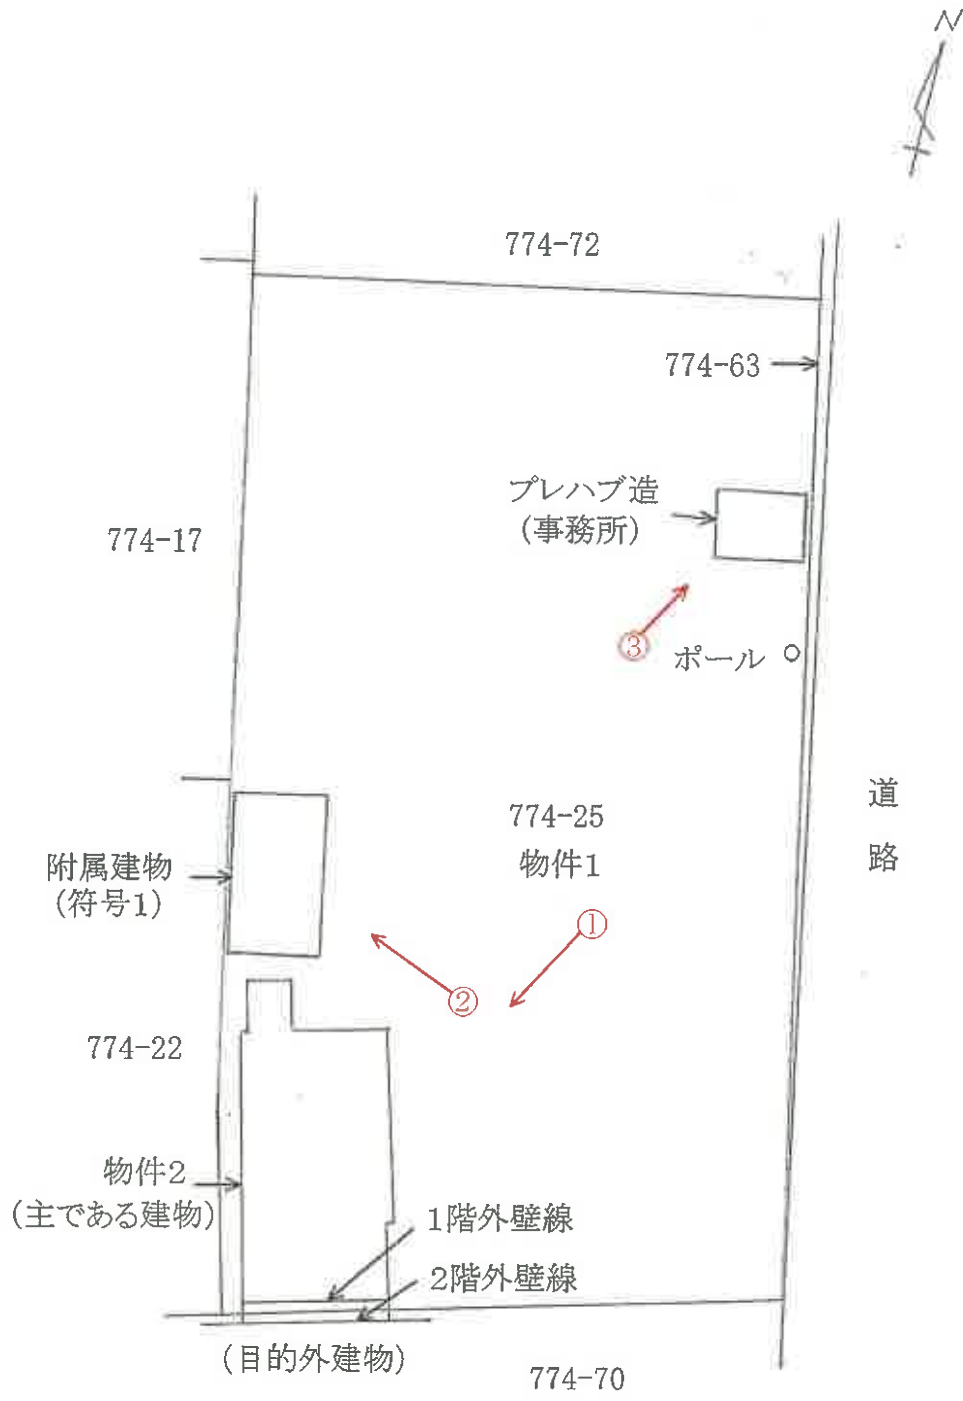 N
774-72
774-63
プレハブ造
(事務所)
774-17
③
ポール
道
路
774-25
物件1
附属建物
(符号1)
①
②
774-22
物件2
(主である建物)
1階外壁線
2階外壁線
(目的外建物)
774-70